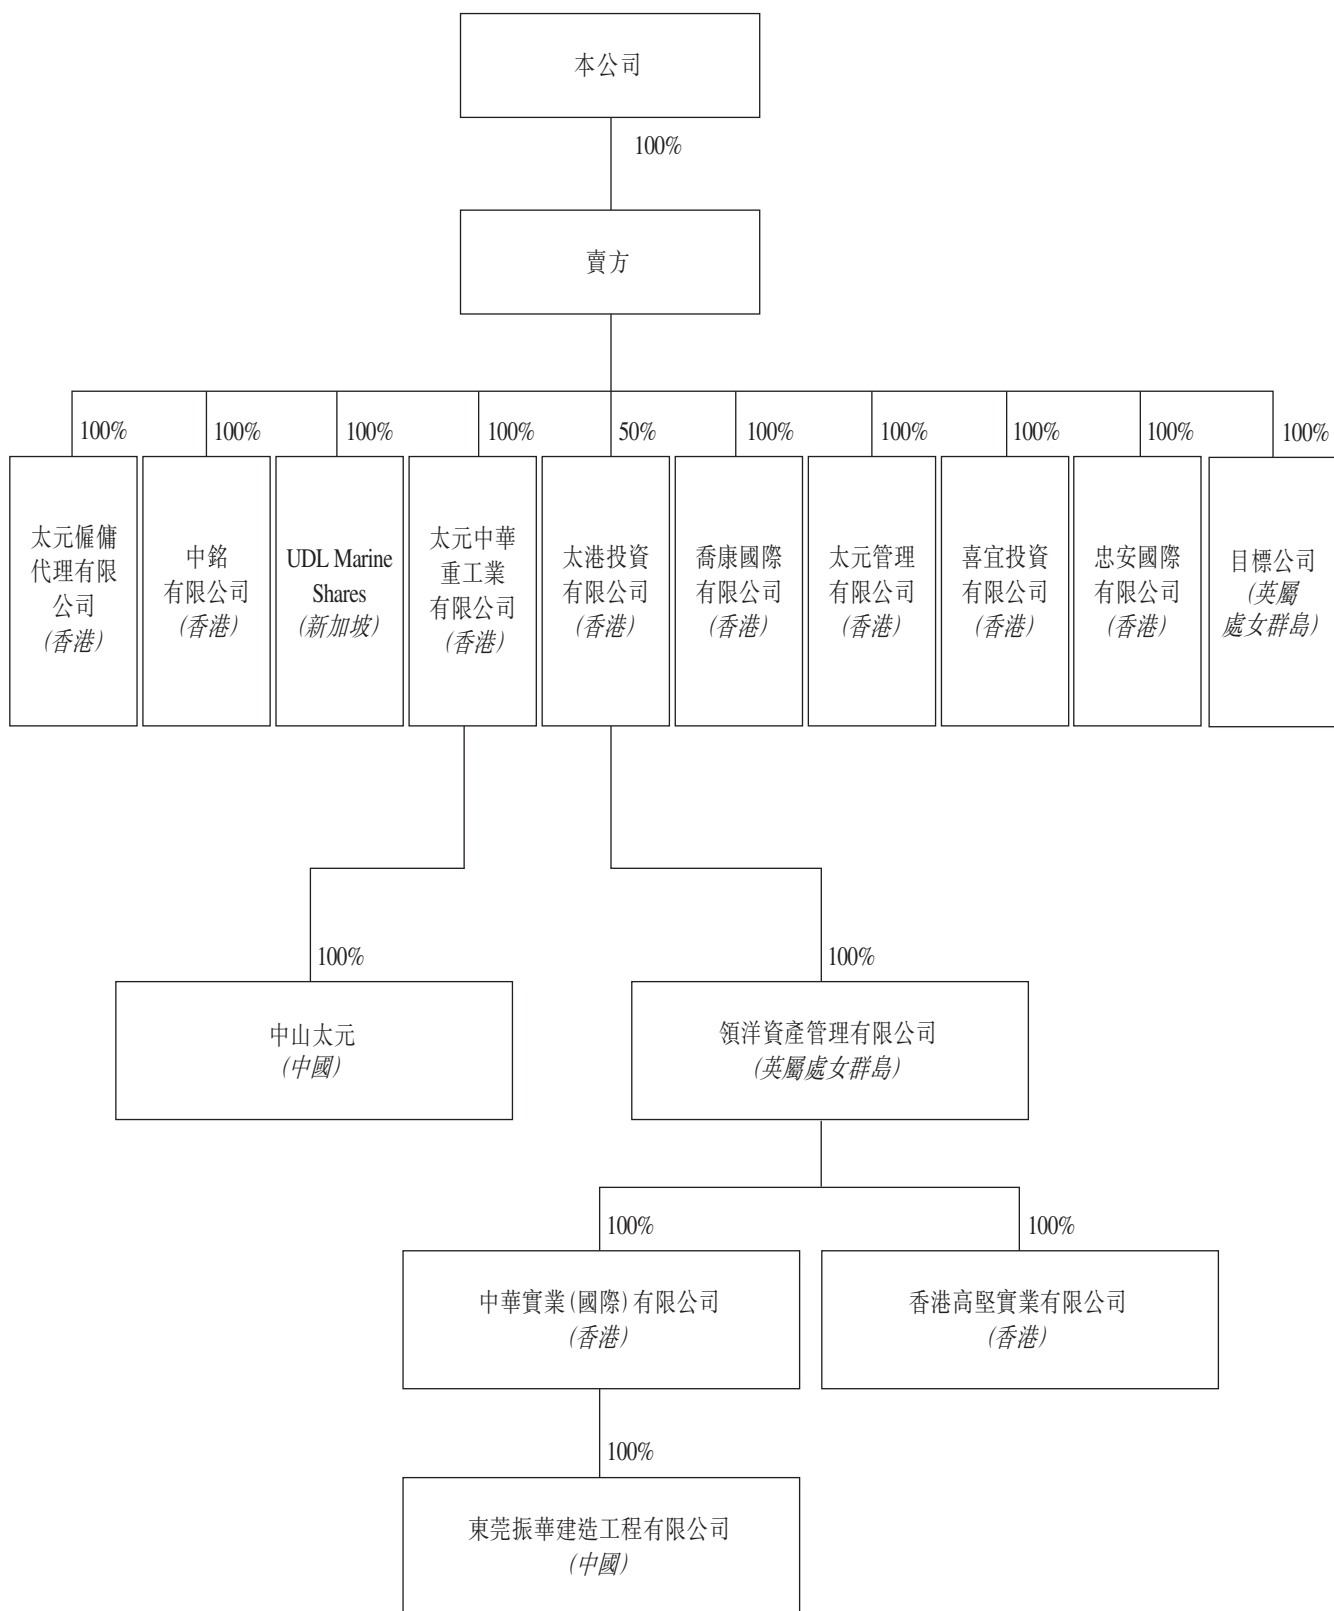 本公司
100%
賣方
100%
100%
100%
100%
50%
100%
100%
100%
100%
100%
太元僱傭
代理有限
公司
(香港)
中銘
有限公司
(香港)
UDL Marine
Shares
(新加坡)
太元中華
重工業
有限公司
(香港)
太港投資
有限公司
(香港)
喬康國際
有限公司
(香港)
太元管理
有限公司
(香港)
喜宜投資
有限公司
(香港)
忠安國際
有限公司
(香港)
目標公司
(英屬
處女群島)
100%
100%
中山太元
(中國)
領洋資產管理有限公司
(英屬處女群島)
100%
100%
中華實業(國際)有限公司
(香港)
香港高堅實業有限公司
(香港)
100%
東莞振華建造工程有限公司
(中國)